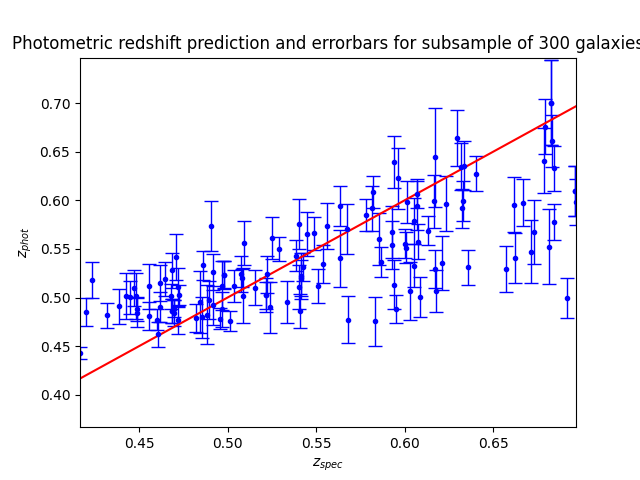 Photometric redshift prediction and errorbars for subsample of 300 galaxies
0.70
0.65
0.60
0.55
0.50
0.45
0.40
z_phot
0.45 0.50 0.55 0.60 0.65
z_spec